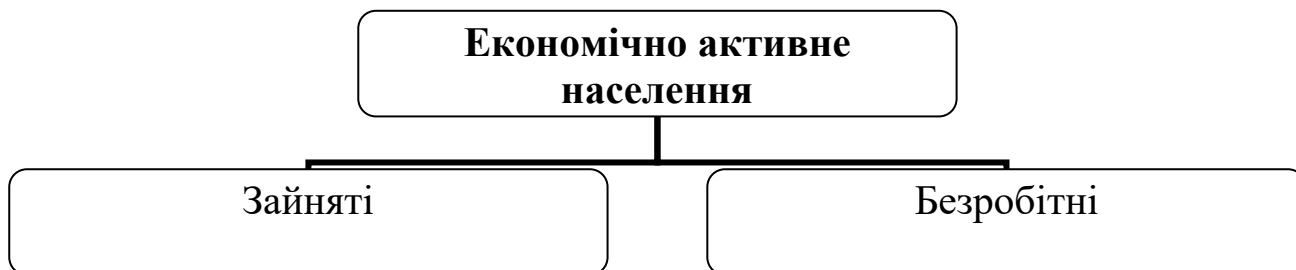 Економічно активне
населення
Зайняті
Безробітні